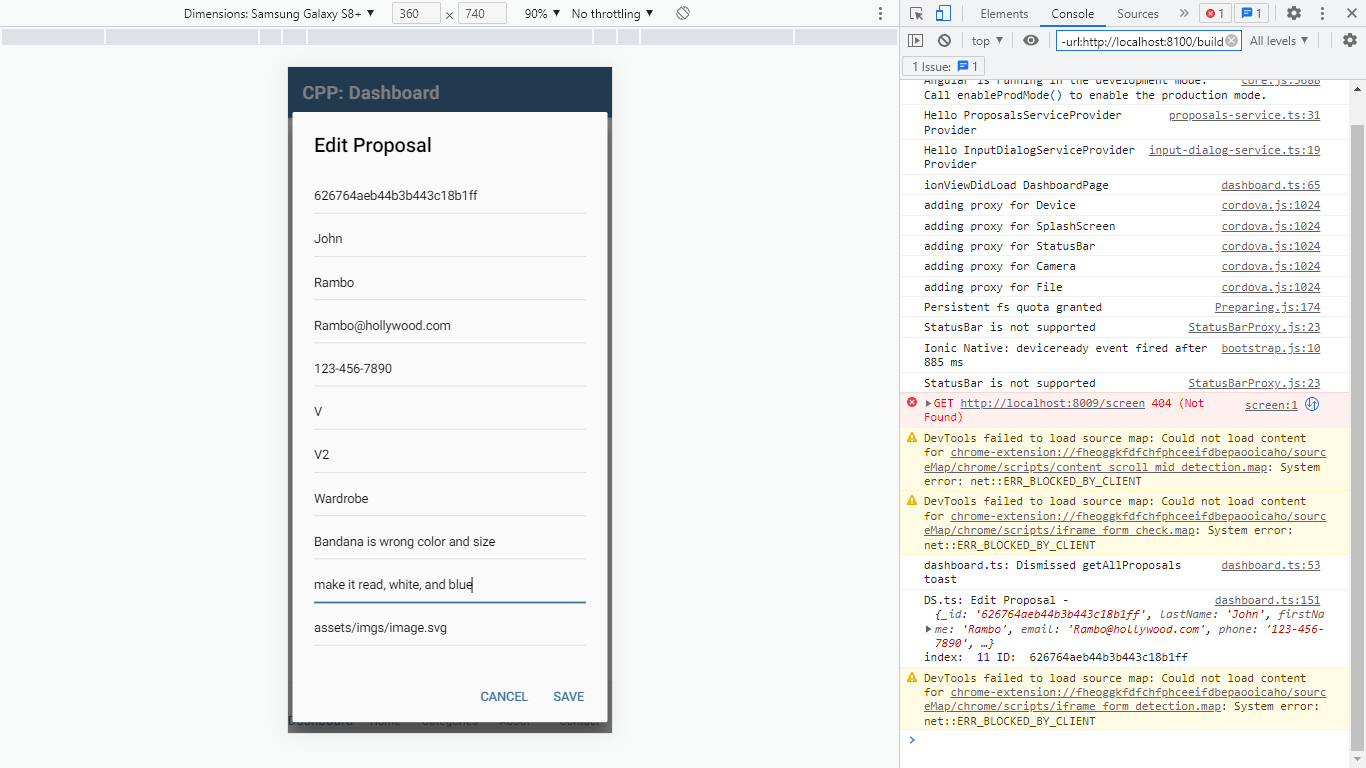 Dimensions: Samsung Galaxy S8+ ▼ 360 × 740 90% ▼ No throttling ▼
Elements Console Sources » 1 1
top ▼ -url:http://localhost:8100/build All levels ▼
1 Issue: 1
CPP: Dashboard
Edit Proposal
626764aeb44b3b443c18b1ff
John
Rambo
Rambo@hollywood.com
123-456-7890
V
V2
Wardrobe
Bandana is wrong color and size
make it read, white, and blue
assets/imgs/image.svg
CANCEL SAVE
Dashboard Home Categories About Contact
Angular is running in the development mode. core.js:3688
Call enableProdMode() to enable the production mode.
Hello ProposalsServiceProvider proposals-service.ts:31
Provider
Hello InputDialogServiceProvider input-dialog-service.ts:19
Provider
ionViewDidLoad DashboardPage dashboard.ts:65
adding proxy for Device cordova.js:1024
adding proxy for SplashScreen cordova.js:1024
adding proxy for StatusBar cordova.js:1024
adding proxy for Camera cordova.js:1024
adding proxy for File cordova.js:1024
Persistent fs quota granted Preparing.js:174
StatusBar is not supported StatusBarProxy.js:23
Ionic Native: deviceready event fired after bootstrap.js:10
885 ms
StatusBar is not supported StatusBarProxy.js:23
GET http://localhost:8009/screen 404 (Not screen:1
Found)
DevTools failed to load source map: Could not load content
for chrome-extension://fheoggkfdfchfphceeifdbepaooicaho/sourc
eMap/chrome/scripts/content_scroll_mid_detection.map: System
error: net::ERR_BLOCKED_BY_CLIENT
DevTools failed to load source map: Could not load content
for chrome-extension://fheoggkfdfchfphceeifdbepaooicaho/sourc
eMap/chrome/scripts/iframe_form_check.map: System error:
net::ERR_BLOCKED_BY_CLIENT
dashboard.ts: Dismissed getAllProposals dashboard.ts:53
toast
DS.ts: Edit Proposal - dashboard.ts:151
{_id: '626764aeb44b3b443c18b1ff', lastName: 'John', firstNa
me: 'Rambo', email: 'Rambo@hollywood.com', phone: '123-456-
7890', …}
index: 11 ID: 626764aeb44b3b443c18b1ff
DevTools failed to load source map: Could not load content
for chrome-extension://fheoggkfdfchfphceeifdbepaooicaho/sourc
eMap/chrome/scripts/iframe_form_detection.map: System error:
net::ERR_BLOCKED_BY_CLIENT